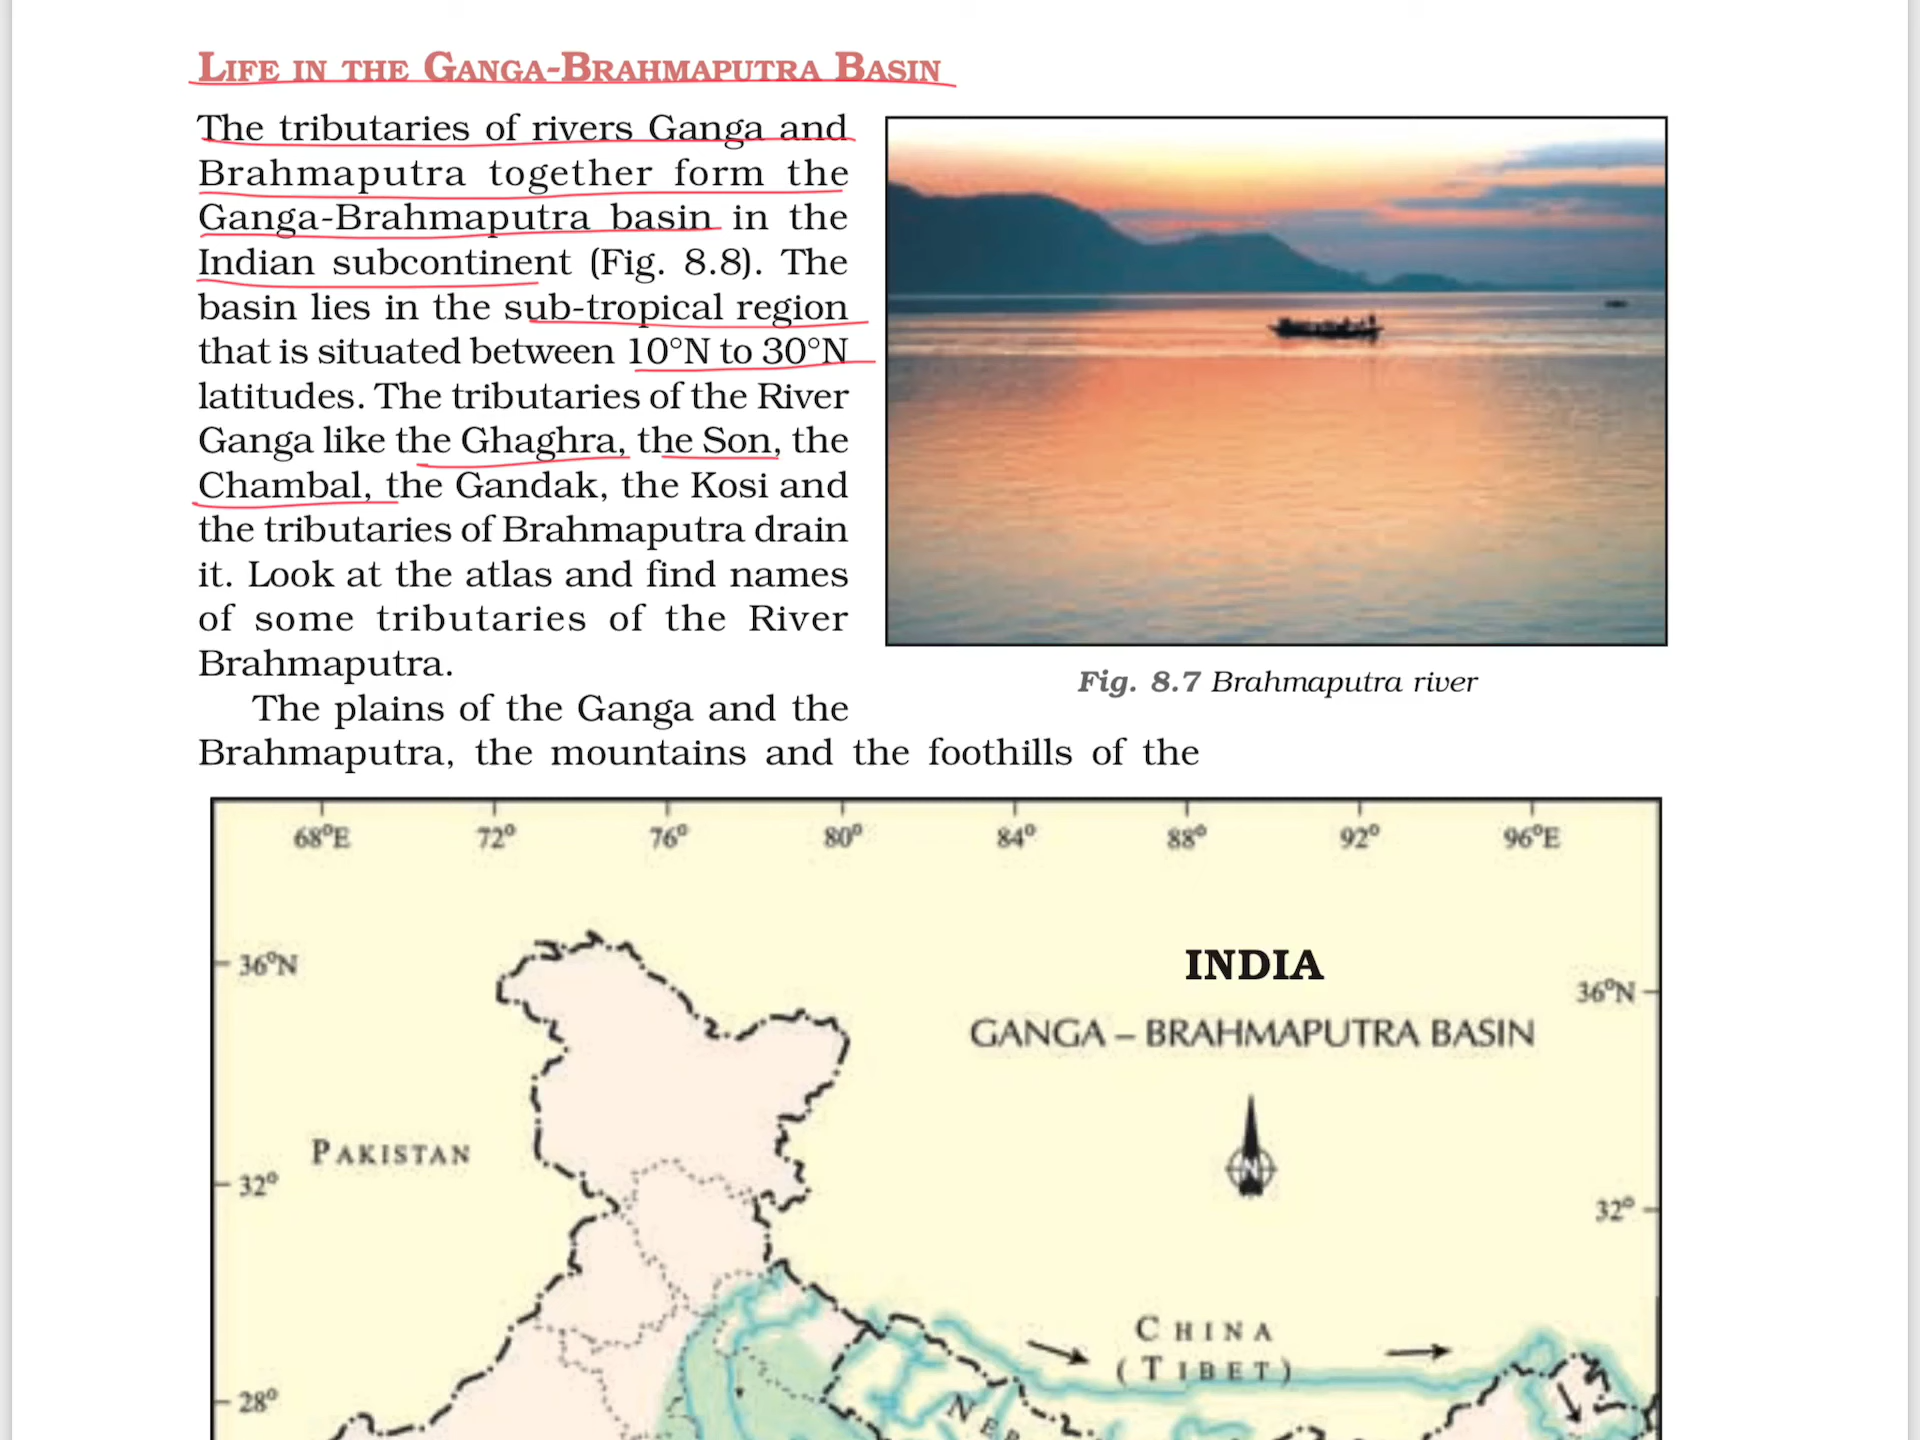 LIFE IN THE GANGA-BRAHMAPUTRA BASIN
The tributaries of rivers Ganga and
Brahmaputra together form the
Ganga-Brahmaputra basin in the
Indian subcontinent (Fig. 8.8). The
basin lies in the sub-tropical region
that is situated between 10°N to 30°N
latitudes. The tributaries of the River
Ganga like the Ghaghra, the Son, the
Chambal, the Gandak, the Kosi and
the tributaries of Brahmaputra drain
it. Look at the atlas and find names
of some tributaries of the River
Brahmaputra.
Fig. 8.7 Brahmaputra river
The plains of the Ganga and the
Brahmaputra, the mountains and the foothills of the
68°E 72° 76° 80° 84° 88° 92° 96°E
INDIA
36°N 36°N
GANGA – BRAHMAPUTRA BASIN
PAKISTAN
N
32° 32°
CHINA
(TIBET)
28°
NEP